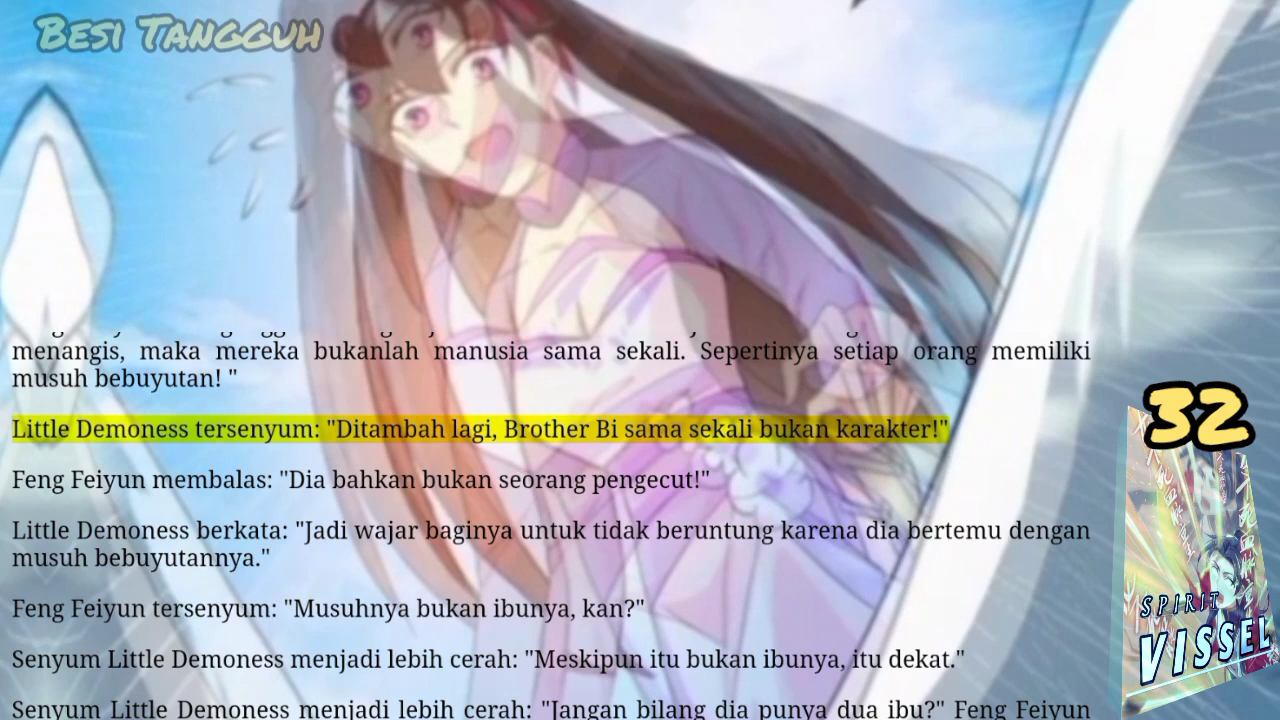 Besi Tangguh
menangis, maka mereka bukanlah manusia sama sekali. Sepertinya setiap orang memiliki
musuh bebuyutan! "
Little Demoness tersenyum: "Ditambah lagi, Brother Bi sama sekali bukan karakter!"
Feng Feiyun membalas: "Dia bahkan bukan seorang pengecut!"
Little Demoness berkata: "Jadi wajar baginya untuk tidak beruntung karena dia bertemu dengan
musuh bebuyutannya."
Feng Feiyun tersenyum: "Musuhnya bukan ibunya, kan?"
Senyum Little Demoness menjadi lebih cerah: "Meskipun itu bukan ibunya, itu dekat."
Senyum Little Demoness menjadi lebih cerah: "Jangan bilang dia punya dua ibu?" Feng Feiyun
32
SPIRIT
VISSEL